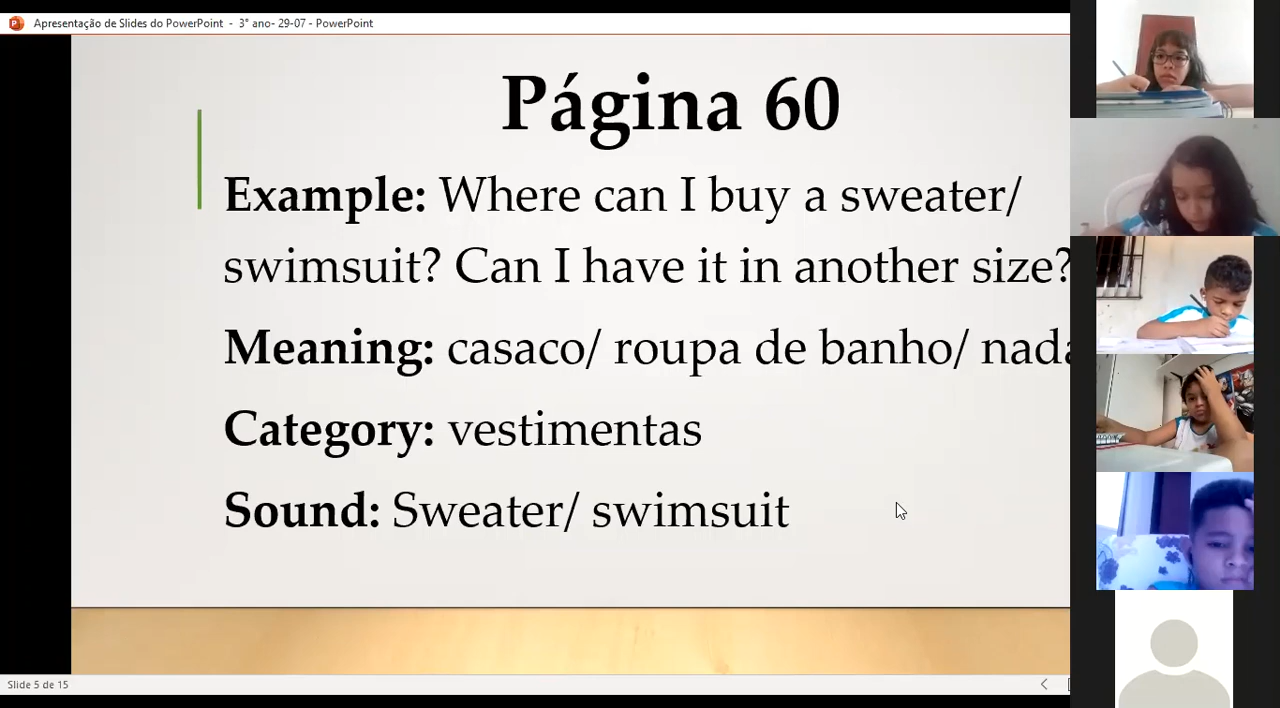 Apresentação de Slides do PowerPoint - 3° ano- 29-07 - PowerPoint
Página 60
Example: Where can I buy a sweater/
swimsuit? Can I have it in another size?
Meaning: casaco/ roupa de banho/ nada
Category: vestimentas
Sound: Sweater/ swimsuit
Slide 5 de 15